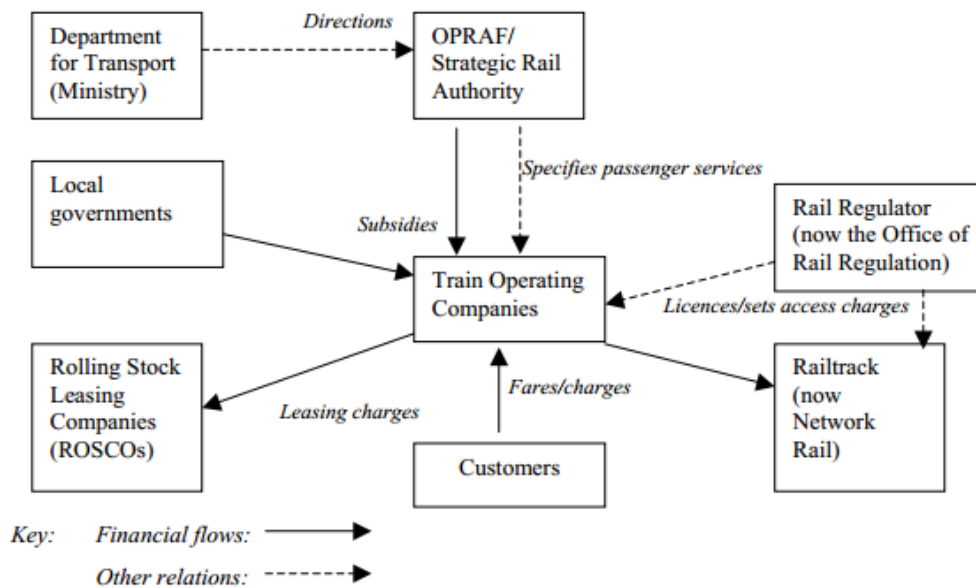 Directions
Department
for Transport
(Ministry)
OPRAF/
Strategic Rail
Authority
Specifies passenger services
Local
governments
Subsidies
Rail Regulator
(now the Office of
Rail Regulation)
Train Operating
Companies
Licences/sets access charges
Rolling Stock
Leasing
Companies
(ROSCOs)
Leasing charges
Fares/charges
Railtrack
(now
Network
Rail)
Customers
Key: Financial flows:
Other relations: